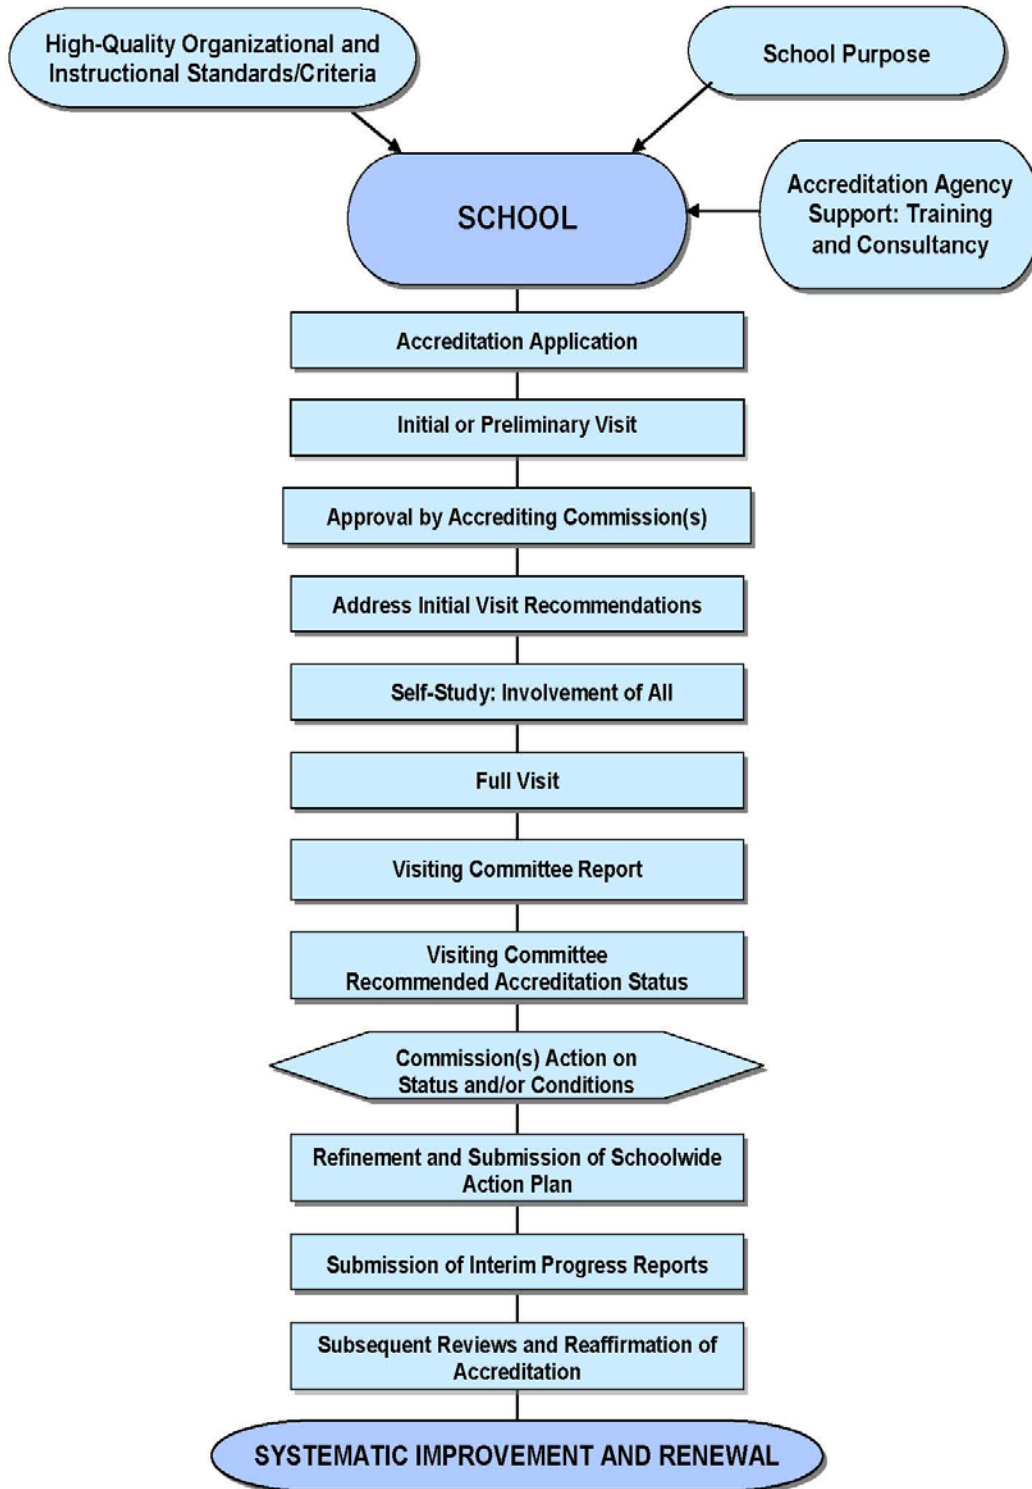 High-Quality Organizational and
Instructional Standards/Criteria
School Purpose
SCHOOL
Accreditation Agency
Support: Training
and Consultancy
Accreditation Application
Initial or Preliminary Visit
Approval by Accrediting Commission(s)
Address Initial Visit Recommendations
Self-Study: Involvement of All
Full Visit
Visiting Committee Report
Visiting Committee
Recommended Accreditation Status
Commission(s) Action on
Status and/or Conditions
Refinement and Submission of Schoolwide
Action Plan
Submission of Interim Progress Reports
Subsequent Reviews and Reaffirmation of
Accreditation
SYSTEMATIC IMPROVEMENT AND RENEWAL